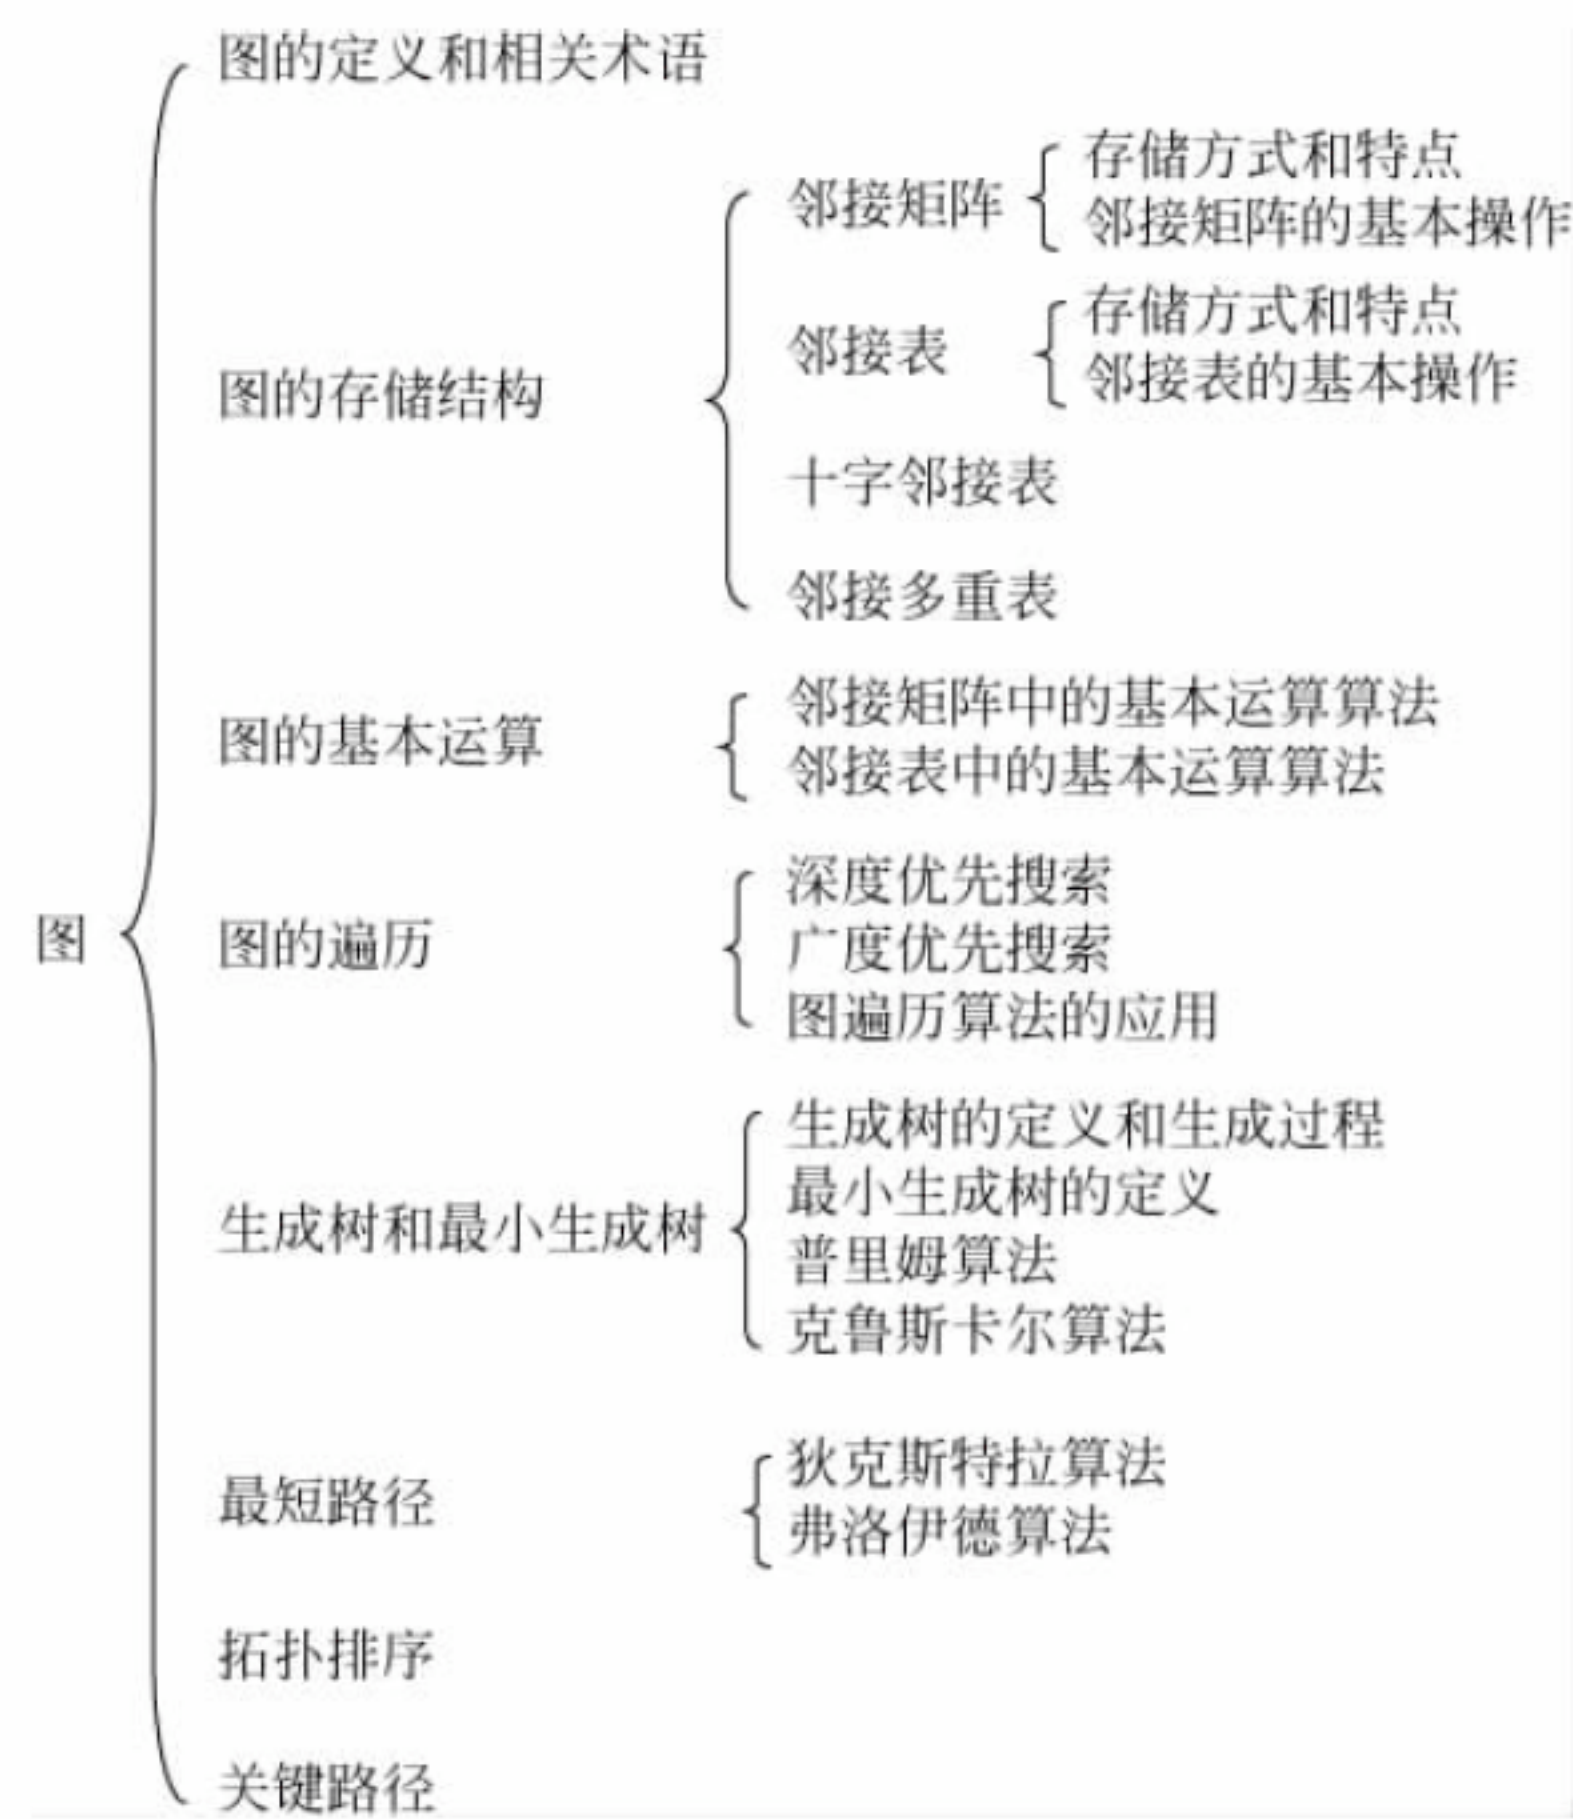 图的定义和相关术语
存储方式和特点
邻接矩阵
邻接矩阵的基本操作
存储方式和特点
邻接表
邻接表的基本操作
图的存储结构
十字邻接表
邻接多重表
邻接矩阵中的基本运算算法
图的基本运算
邻接表中的基本运算算法
深度优先搜索
图
图的遍历
广度优先搜索
图遍历算法的应用
生成树的定义和生成过程
最小生成树的定义
生成树和最小生成树
普里姆算法
克鲁斯卡尔算法
狄克斯特拉算法
最短路径
弗洛伊德算法
拓扑排序
关键路径